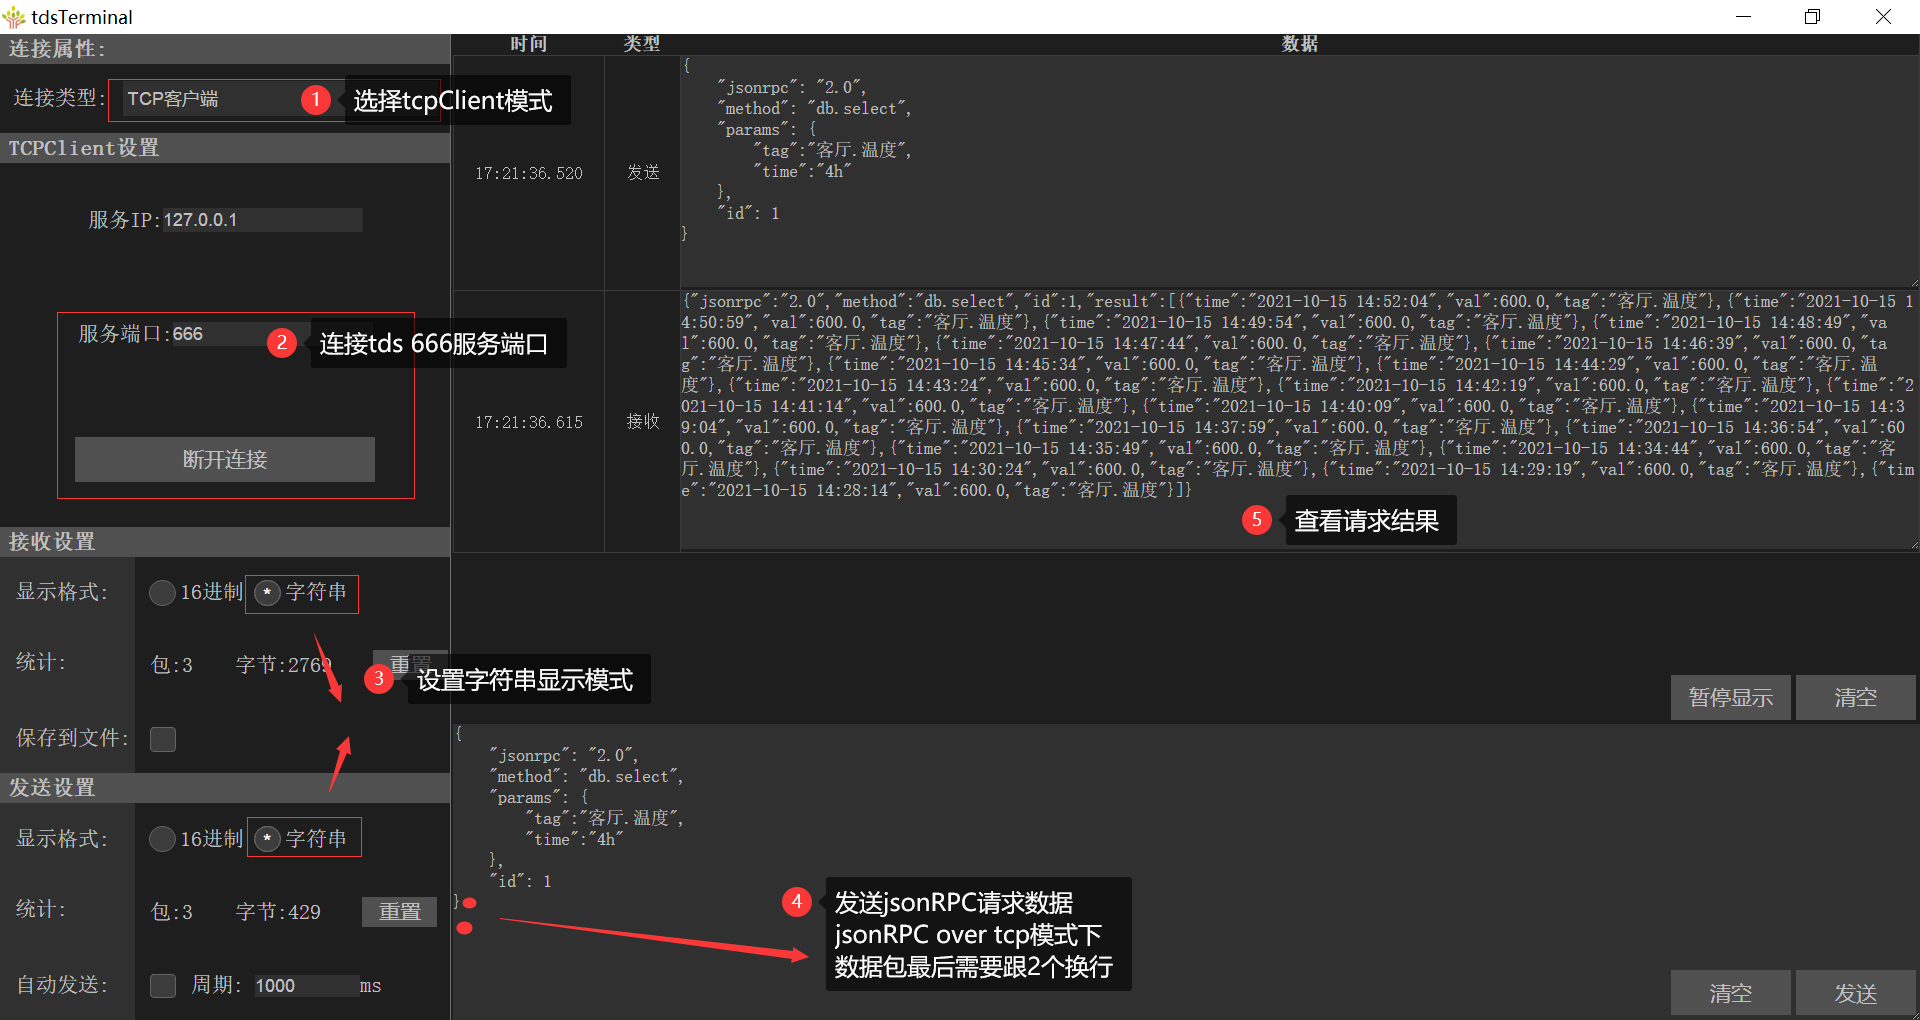 tdsTerminal
连接属性:
连接类型:
TCP客户端
1
选择tcpClient模式
TCPClient设置
服务IP:
127.0.0.1
服务端口:
666
2
连接tds 666服务端口
断开连接
接收设置
显示格式:
16进制
* 字符串
统计:
包:3
字节:2769
重置
3
设置字符串显示模式
保存到文件:
发送设置
显示格式:
16进制
* 字符串
统计:
包:3
字节:429
重置
自动发送:
周期:
1000
ms
时间
类型
数据
17:21:36.520
发送
{
"jsonrpc": "2.0",
"method": "db.select",
"params": {
"tag":"客厅.温度",
"time":"4h"
},
"id": 1
}
17:21:36.615
接收
{"jsonrpc":"2.0","method":"db.select","id":1,"result":[{"time":"2021-10-15 14:52:04","val":600.0,"tag":"客厅.温度"},{"time":"2021-10-15 1
4:50:59","val":600.0,"tag":"客厅.温度"},{"time":"2021-10-15 14:49:54","val":600.0,"tag":"客厅.温度"},{"time":"2021-10-15 14:48:49","va
l":600.0,"tag":"客厅.温度"},{"time":"2021-10-15 14:47:44","val":600.0,"tag":"客厅.温度"},{"time":"2021-10-15 14:46:39","val":600.0,"ta
g":"客厅.温度"},{"time":"2021-10-15 14:45:34","val":600.0,"tag":"客厅.温度"},{"time":"2021-10-15 14:44:29","val":600.0,"tag":"客厅.温
度"},{"time":"2021-10-15 14:43:24","val":600.0,"tag":"客厅.温度"},{"time":"2021-10-15 14:42:19","val":600.0,"tag":"客厅.温度"},{"time":"2
021-10-15 14:41:14","val":600.0,"tag":"客厅.温度"},{"time":"2021-10-15 14:40:09","val":600.0,"tag":"客厅.温度"},{"time":"2021-10-15 14:3
9:04","val":600.0,"tag":"客厅.温度"},{"time":"2021-10-15 14:37:59","val":600.0,"tag":"客厅.温度"},{"time":"2021-10-15 14:36:54","val":60
0.0,"tag":"客厅.温度"},{"time":"2021-10-15 14:35:49","val":600.0,"tag":"客厅.温度"},{"time":"2021-10-15 14:34:44","val":600.0,"tag":"客
厅.温度"},{"time":"2021-10-15 14:30:24","val":600.0,"tag":"客厅.温度"},{"time":"2021-10-15 14:29:19","val":600.0,"tag":"客厅.温度"},{"tim
e":"2021-10-15 14:28:14","val":600.0,"tag":"客厅.温度"}]}
5
查看请求结果
暂停显示
清空
{
"jsonrpc": "2.0",
"method": "db.select",
"params": {
"tag":"客厅.温度",
"time":"4h"
},
"id": 1
}
4
发送jsonRPC请求数据
jsonRPC over tcp模式下
数据包最后需要跟2个换行
清空
发送